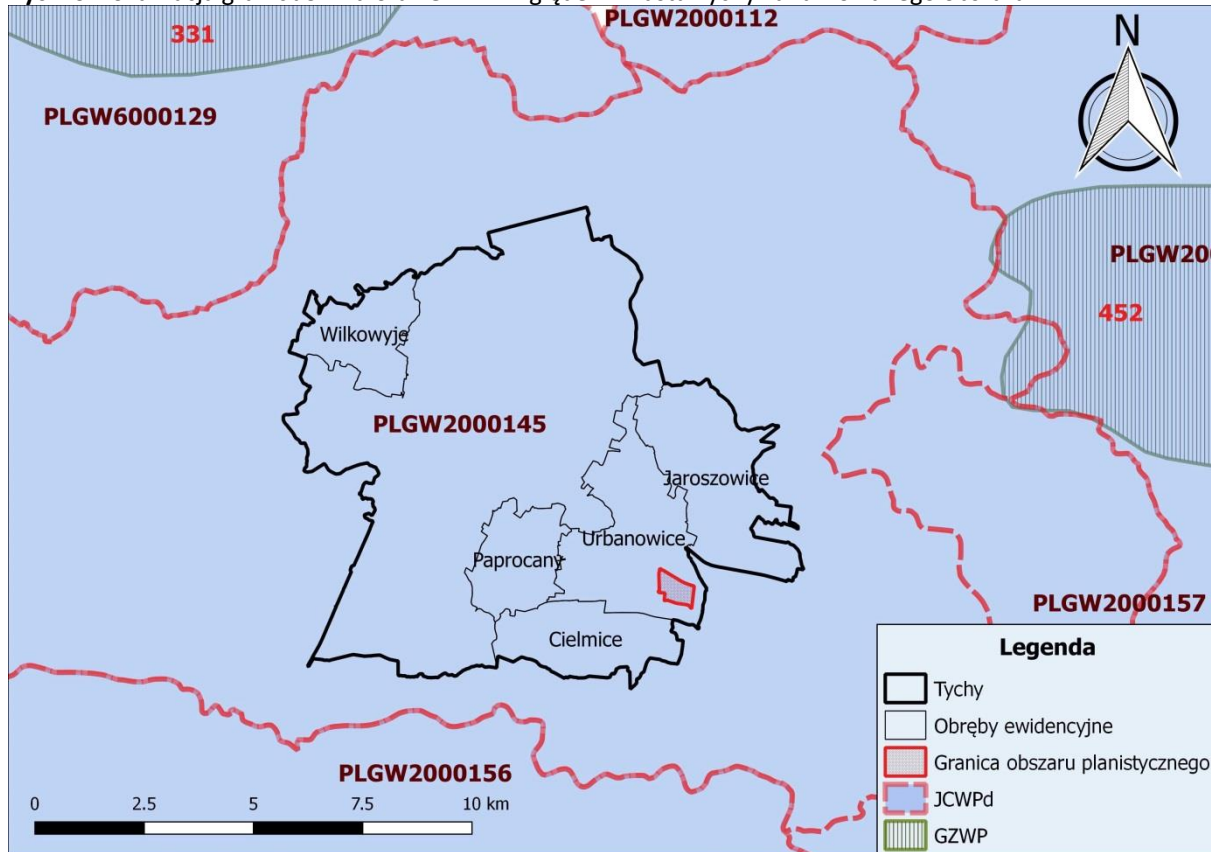 PLGW2000112
331
N
PLGW6000129
PLGW20
452
Wilkowyje
PLGW2000145
Jaroszowice
Urbanowice
Paprocany
PLGW2000157
Cielmice
Legenda
Tychy
Obręby ewidencyjne
Granica obszaru planistycznego
JCWPd
GZWP
PLGW2000156
0 2.5 5 7.5 10 km